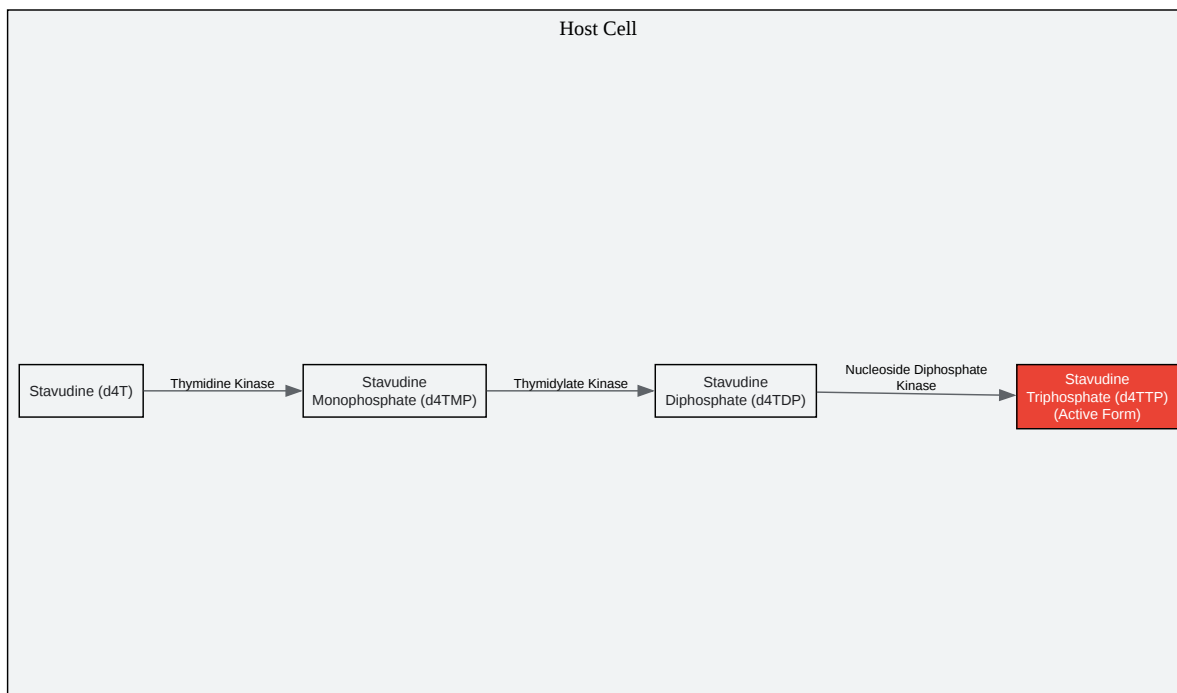 Host Cell
Stavudine (d4T)
Thymidine Kinase
Stavudine
Monophosphate (d4TMP)
Thymidylate Kinase
Stavudine
Diphosphate (d4TDP)
Nucleoside Diphosphate
Kinase
Stavudine
Triphosphate (d4TTP)
(Active Form)